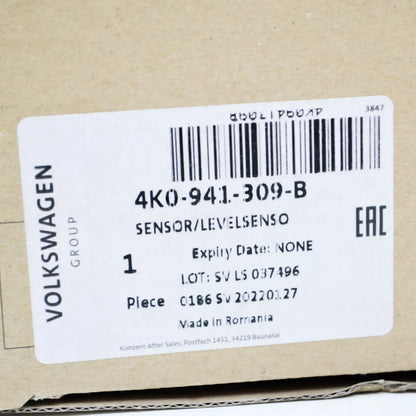 3847
4K0-941-309-B
SENSOR/LEVELSENSO
Expiry Date: NONE
1
LOT: SV LS 037496
Piece 0186 SV 20220127
Made in Romania
Konzern After Sales, Postfach 1451, 34219 Baunatal
VOLKSWAGEN
GROUP
EAC